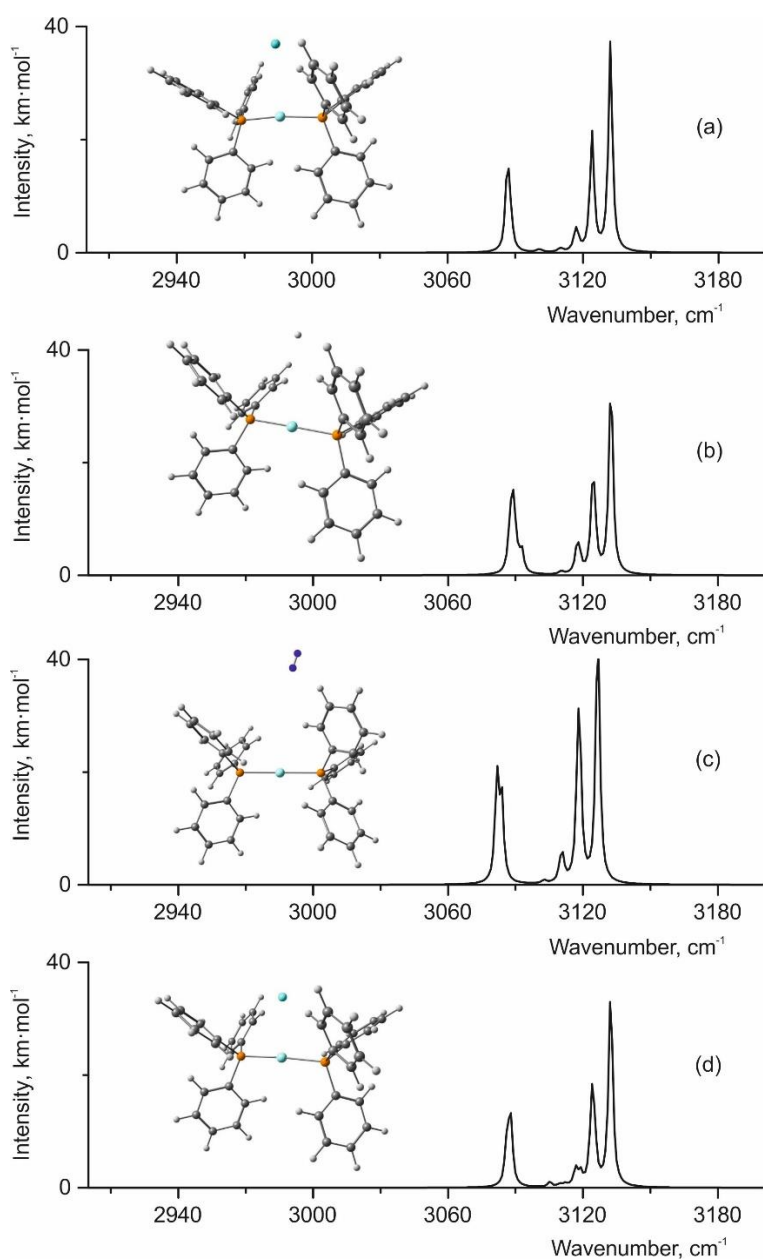 40
Intensity, km·mol⁻¹
(a)
0
2940 3000 3060 3120 3180
Wavenumber, cm⁻¹
40
Intensity, km·mol⁻¹
(b)
0
2940 3000 3060 3120 3180
Wavenumber, cm⁻¹
40
Intensity, km·mol⁻¹
(c)
0
2940 3000 3060 3120 3180
Wavenumber, cm⁻¹
40
Intensity, km·mol⁻¹
(d)
0
2940 3000 3060 3120 3180
Wavenumber, cm⁻¹